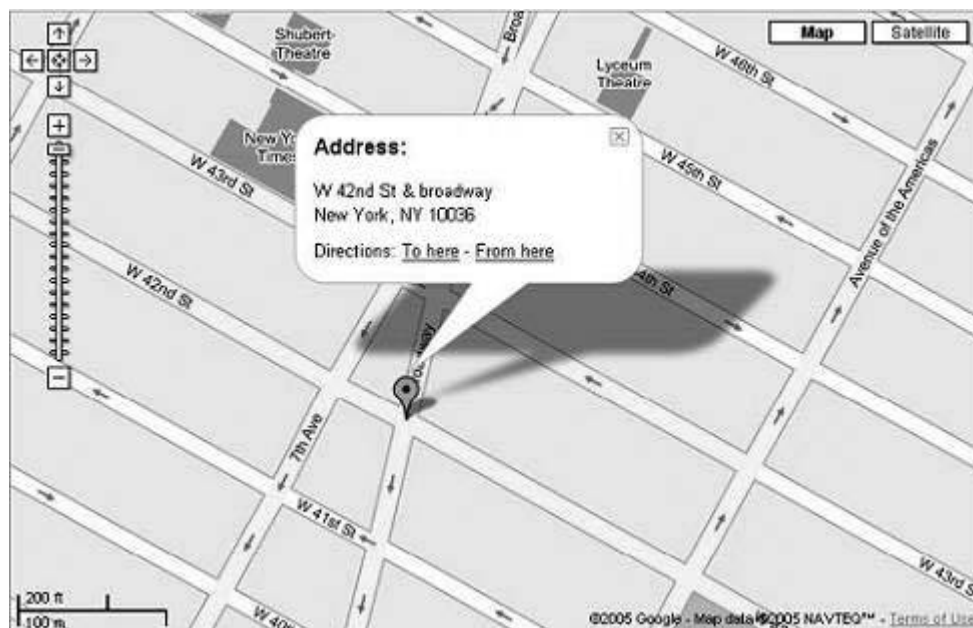 Shubert
Theatre
Map
Satellite
W 46th St
Lyceum
Theatre
Address:
W 42nd St & broadway
New York, NY 10036
Directions: To here - From here
W 43rd St
W 45th St
Avenue of the Americas
W 42nd St
7th Ave
W 41st St
W 43rd St
200 ft
100 m
©2005 Google - Map data ©2005 NAVTEQ™ - Terms of Use